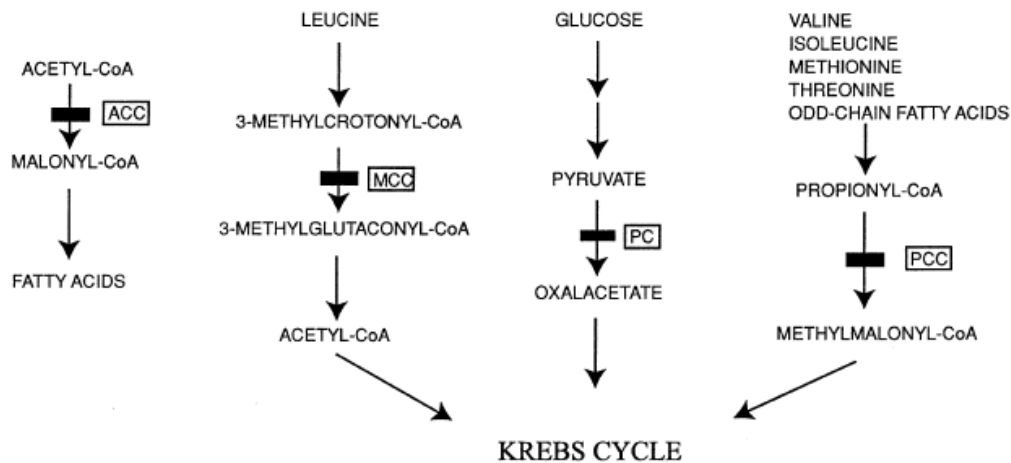 ACETYL-CoA
ACC
MALONYL-CoA
FATTY ACIDS
LEUCINE
3-METHYLCROTONYL-CoA
MCC
3-METHYLGLUTACONYL-CoA
ACETYL-CoA
GLUCOSE
PYRUVATE
PC
OXALACETATE
VALINE
ISOLEUCINE
METHIONINE
THREONINE
ODD-CHAIN FATTY ACIDS
PROPIONYL-CoA
PCC
METHYLMALONYL-CoA
KREBS CYCLE